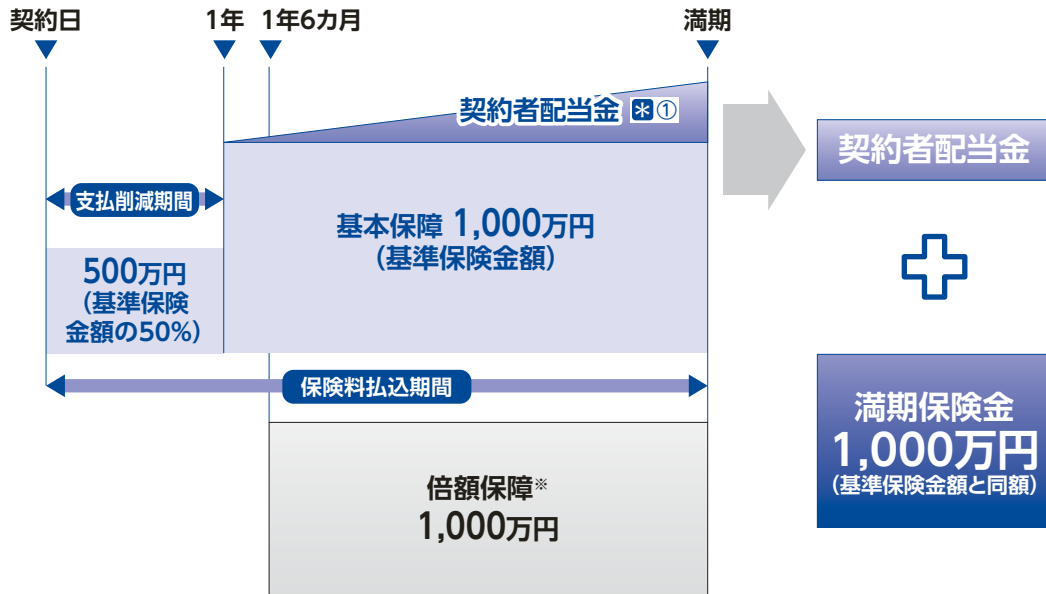 契約日
1年
1年6カ月
満期
契約者配当金 *①
支払削減期間
基本保障 1,000万円
（基準保険金額）
500万円
（基準保険
金額の50%）
保険料払込期間
倍額保障※
1,000万円
契約者配当金
満期保険金
1,000万円
（基準保険金額と同額）